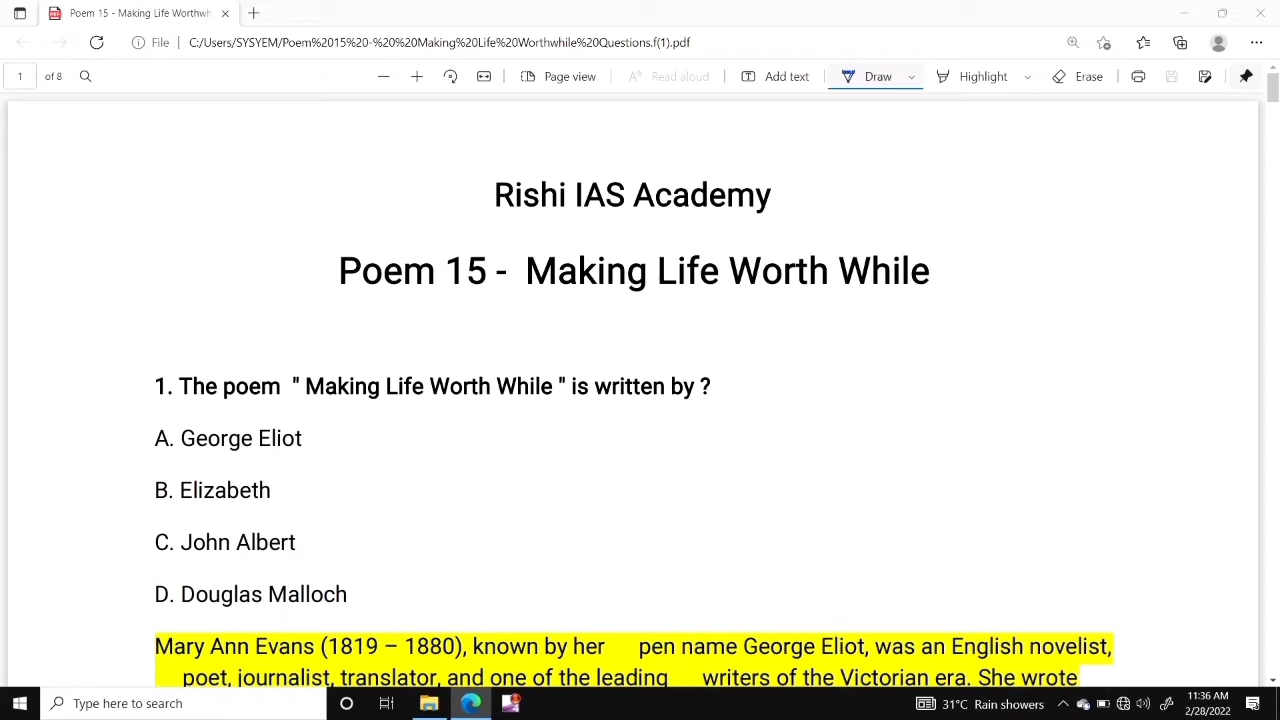 Poem 15 - Making Life Worthwh
File
C:/Users/SYSYEM/Poem%2015%20-%20%20Making%20Life%20Worthwhile%20Questions.f(1).pdf
1 of 8
Page view
Read aloud
Add text
Draw
Highlight
Erase
Rishi IAS Academy
Poem 15 - Making Life Worth While
1. The poem " Making Life Worth While " is written by ?
A. George Eliot
B. Elizabeth
C. John Albert
D. Douglas Malloch
Mary Ann Evans (1819 – 1880), known by her pen name George Eliot, was an English novelist,
poet, journalist, translator, and one of the leading writers of the Victorian era. She wrote
Type here to search
31°C Rain showers
11:36 AM
2/28/2022